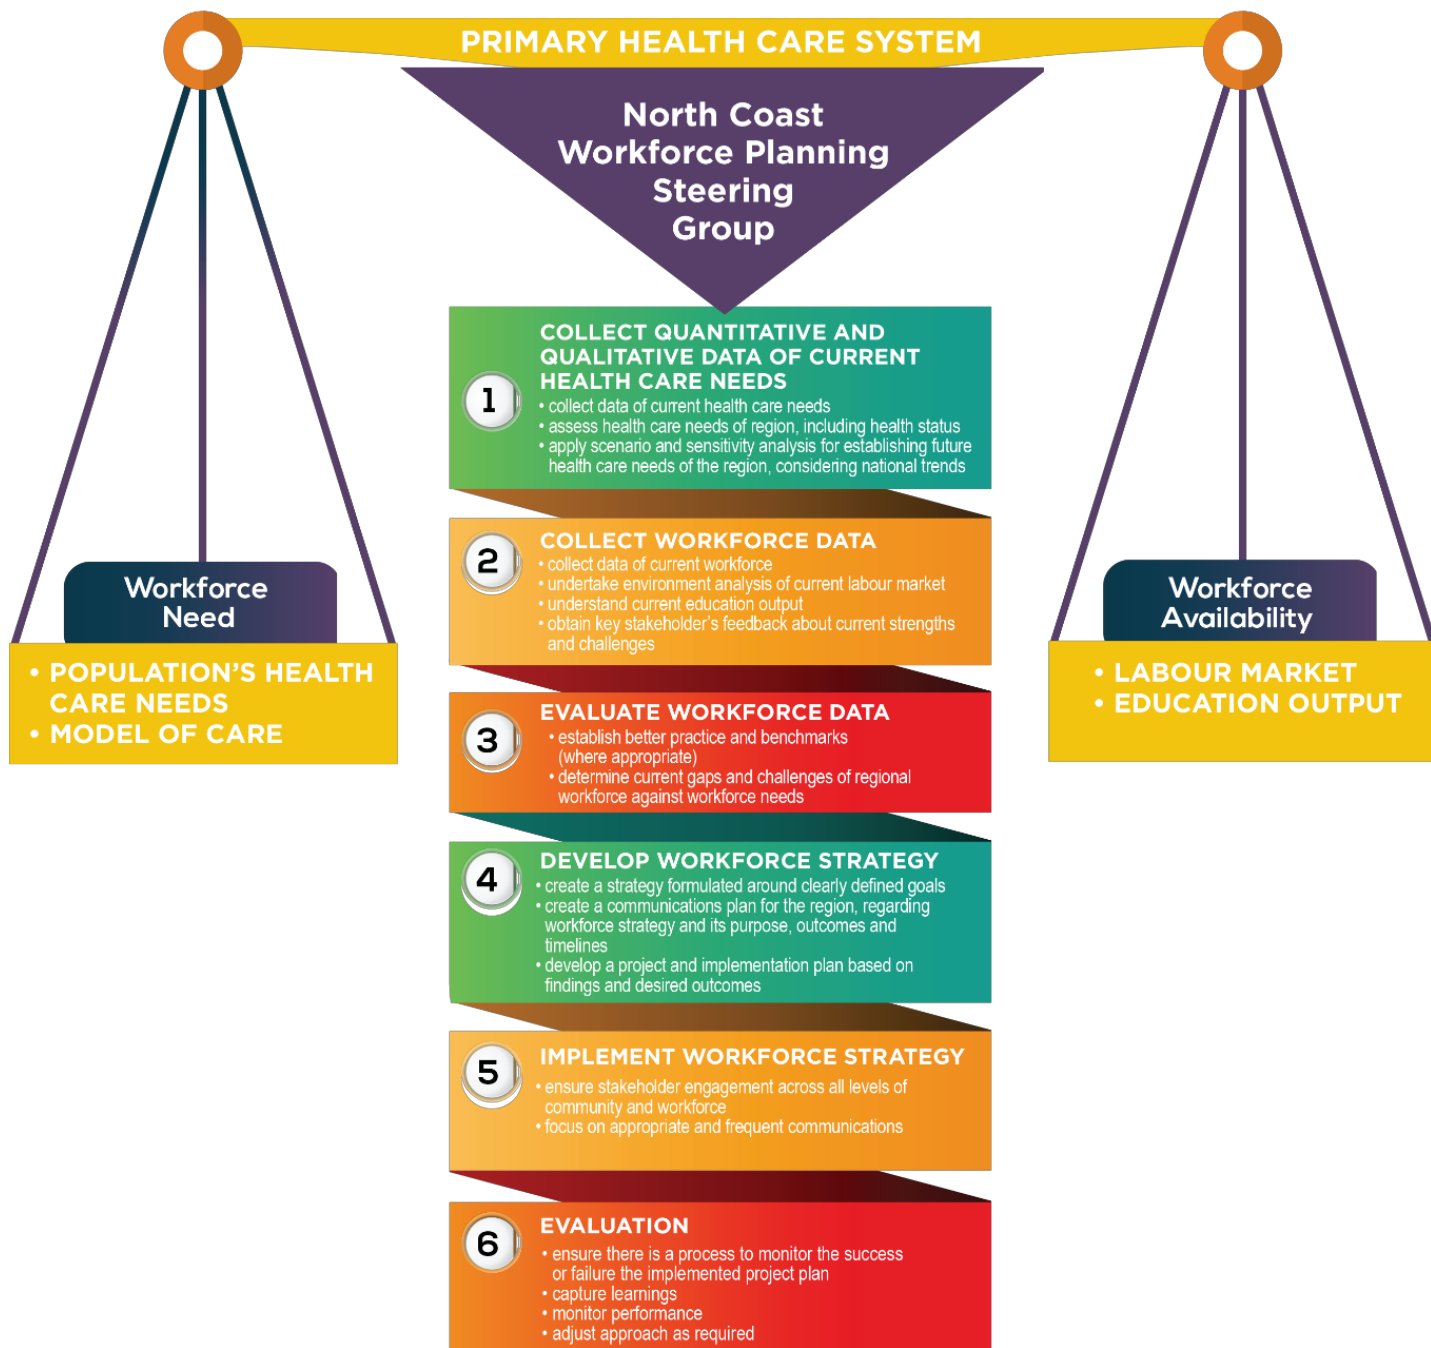 PRIMARY HEALTH CARE SYSTEM
North Coast
Workforce Planning
Steering
Group
Workforce
Need
• POPULATION'S HEALTH
CARE NEEDS
• MODEL OF CARE
1
COLLECT QUANTITATIVE AND
QUALITATIVE DATA OF CURRENT
HEALTH CARE NEEDS
• collect data of current health care needs
• assess health care needs of region, including health status
• apply scenario and sensitivity analysis for establishing future
health care needs of the region, considering national trends
2
COLLECT WORKFORCE DATA
• collect data of current workforce
• undertake environment analysis of current labour market
• understand current education output
• obtain key stakeholder's feedback about current strengths
and challenges
3
EVALUATE WORKFORCE DATA
• establish better practice and benchmarks
(where appropriate)
• determine current gaps and challenges of regional
workforce against workforce needs
4
DEVELOP WORKFORCE STRATEGY
• create a strategy formulated around clearly defined goals
• create a communications plan for the region, regarding
workforce strategy and its purpose, outcomes and
timelines
• develop a project and implementation plan based on
findings and desired outcomes
5
IMPLEMENT WORKFORCE STRATEGY
• ensure stakeholder engagement across all levels of
community and workforce
• focus on appropriate and frequent communications
6
EVALUATION
• ensure there is a process to monitor the success
or failure the implemented project plan
• capture learnings
• monitor performance
• adjust approach as required
Workforce
Availability
• LABOUR MARKET
• EDUCATION OUTPUT